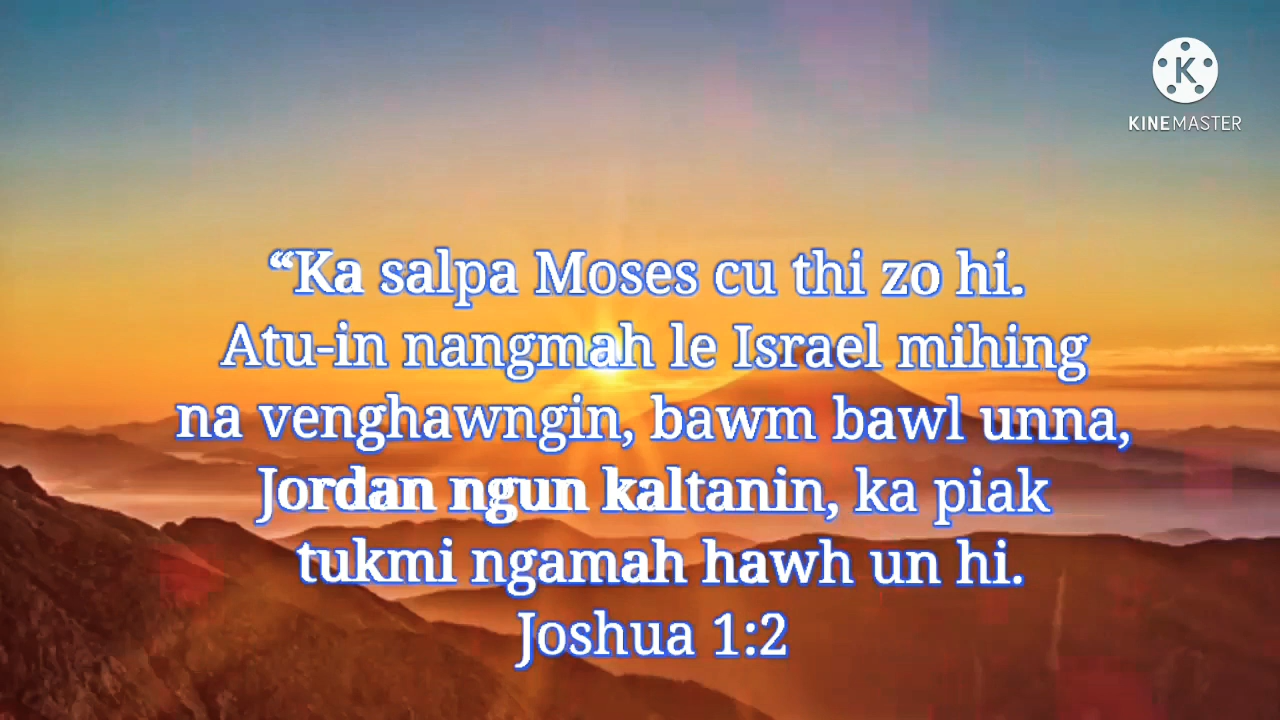 KINEMASTER
“Ka salpa Moses cu thi zo hi.
Atu-in nangmah le Israel mihing
na venghawngin, bawm bawl unna,
Jordan ngun kaltanin, ka piak
tukmi ngamah hawh un hi.
Joshua 1:2